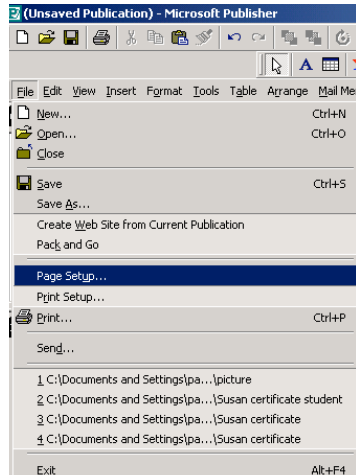 (Unsaved Publication) - Microsoft Publisher
File Edit View Insert Format Tools Table Arrange Mail Me
New... Ctrl+N
Open... Ctrl+O
Close
Save Ctrl+S
Save As...
Create Web Site from Current Publication
Pack and Go
Page Setup...
Print Setup...
Print... Ctrl+P
Send...
1 C:\Documents and Settings\pa...\picture
2 C:\Documents and Settings\pa...\Susan certificate student
3 C:\Documents and Settings\pa...\Susan certificate
4 C:\Documents and Settings\pa...\Susan certificate
Exit Alt+F4